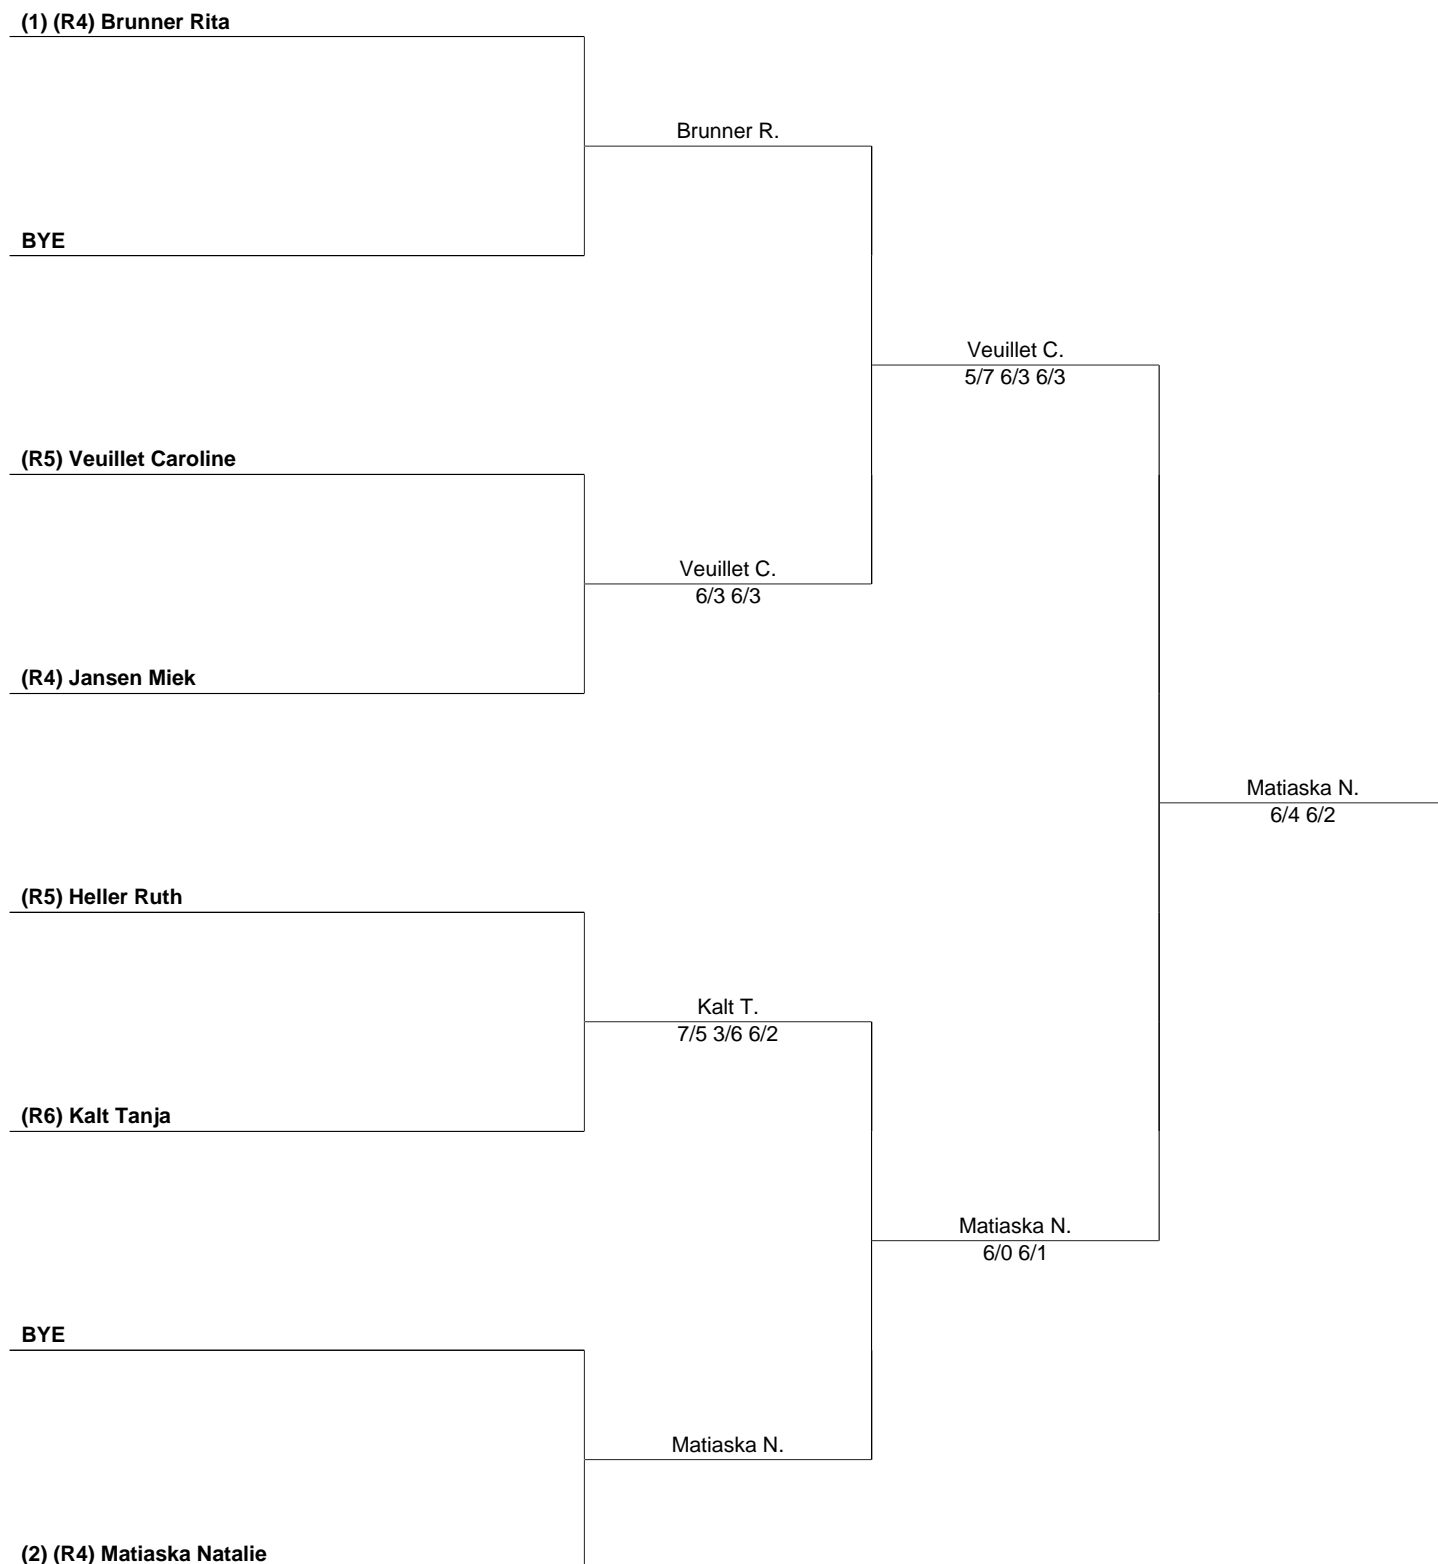 (1) (R4) Brunner Rita
Brunner R.
BYE
Veuillet C.
5/7 6/3 6/3
(R5) Veuillet Caroline
Veuillet C.
6/3 6/3
(R4) Jansen Miek
Matiaska N.
6/4 6/2
(R5) Heller Ruth
Kalt T.
7/5 3/6 6/2
(R6) Kalt Tanja
Matiaska N.
6/0 6/1
BYE
Matiaska N.
(2) (R4) Matiaska Natalie